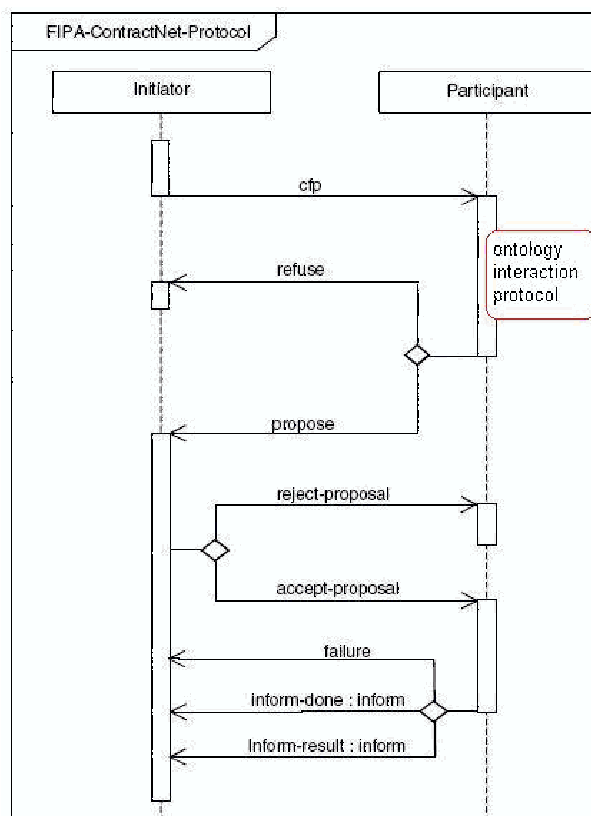 FIPA-ContractNet-Protocol
Initiator
Participant
cfp
ontology
interaction
protocol
refuse
propose
reject-proposal
accept-proposal
failure
inform-done : inform
Inform-result : inform